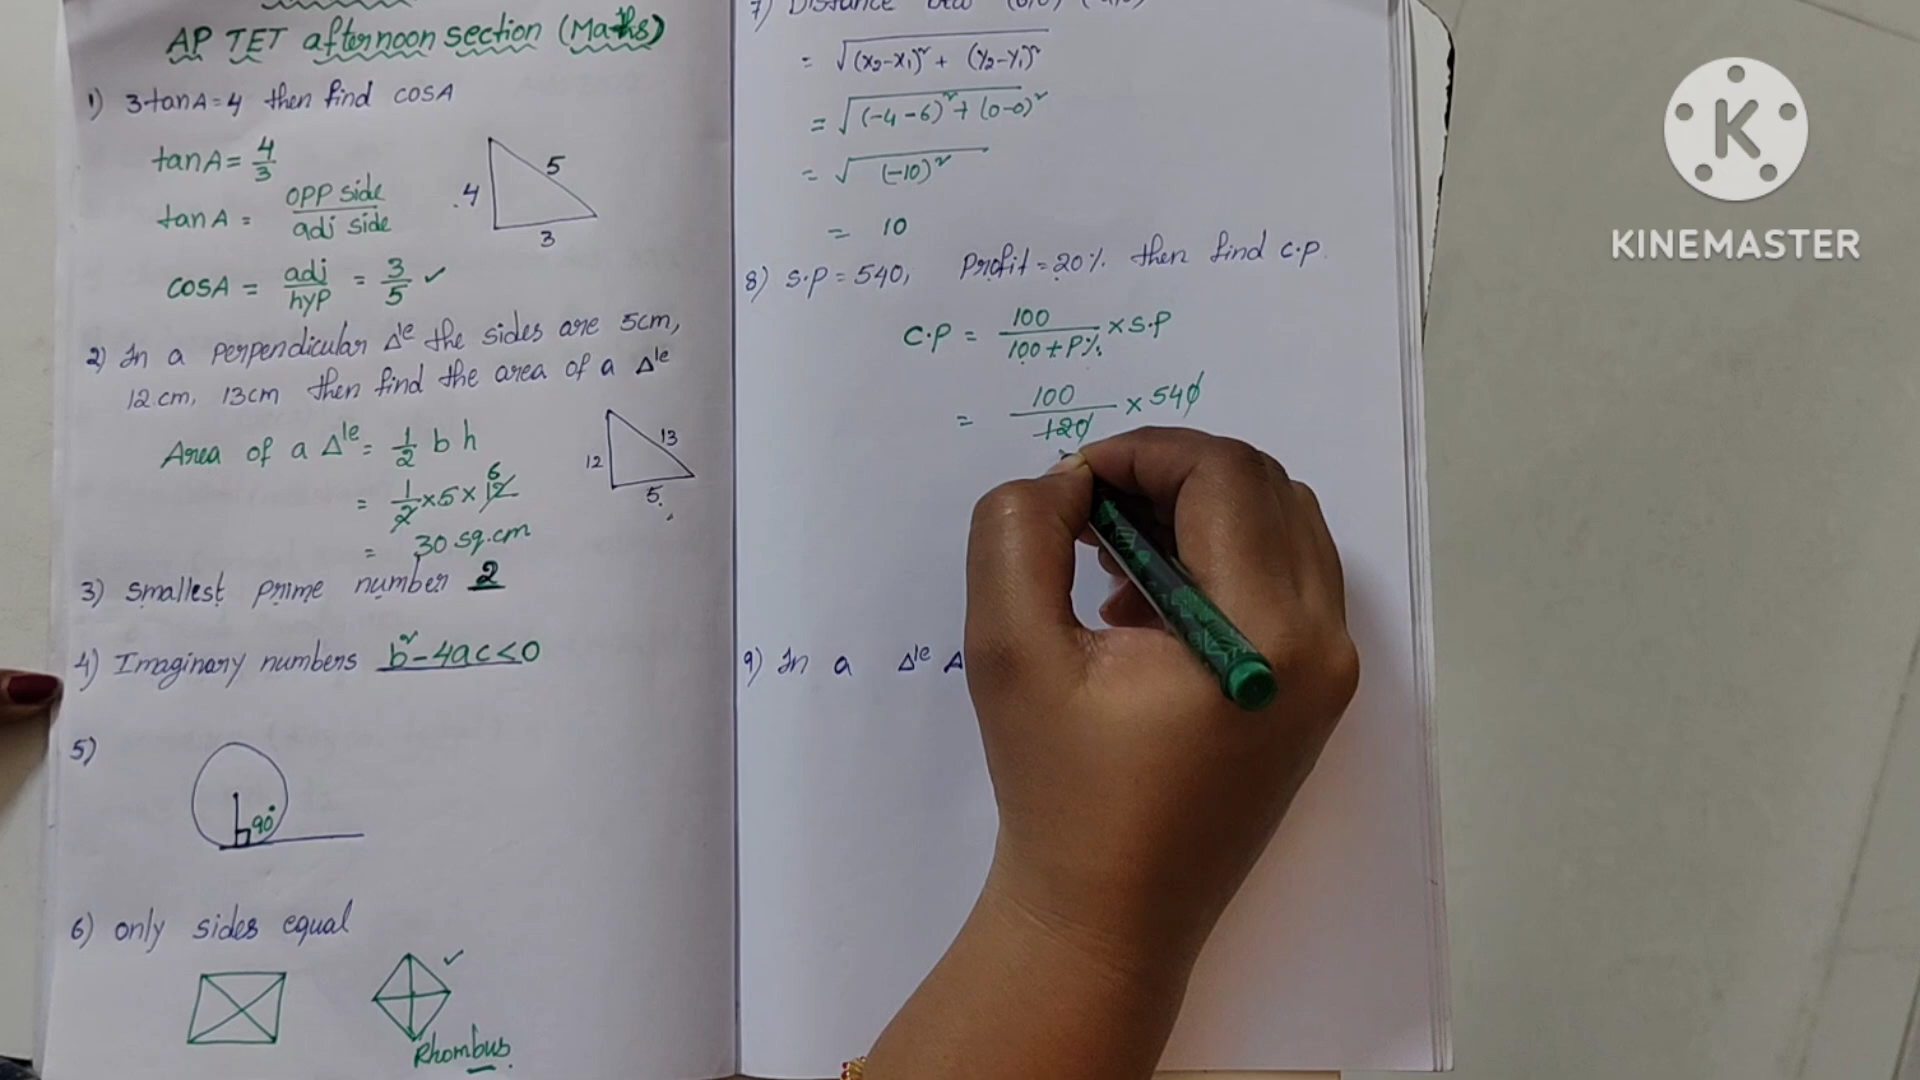 AP TET afternoon section (Maths)
1) 3tanA=4 then find COSA
tanA = 4/3
tanA = OPP side / adj side
COSA = adj/hyp = 3/5 ✓
4
5
3
2) In a perpendicular Δle the sides are 5cm,
12cm, 13cm then find the area of a Δle
Area of a Δle = 1/2 b h
= 1/2 × 5 × 12 6
= 30 sq.cm
12
13
5
3) Smallest prime number 2
4) Imaginary numbers b²-4ac<0
5)
90°
6) only sides equal
Rhombus
7) Distance
= √(x₂-x₁)² + (y₂-y₁)²
= √(-4-6)² + (0-0)²
= √(-10)²
= 10
8) S.P = 540, Profit = 20% then find C.P.
C.P = 100/100+P% × S.P
= 100/120 × 540
9) In a Δle A
K
KINEMASTER